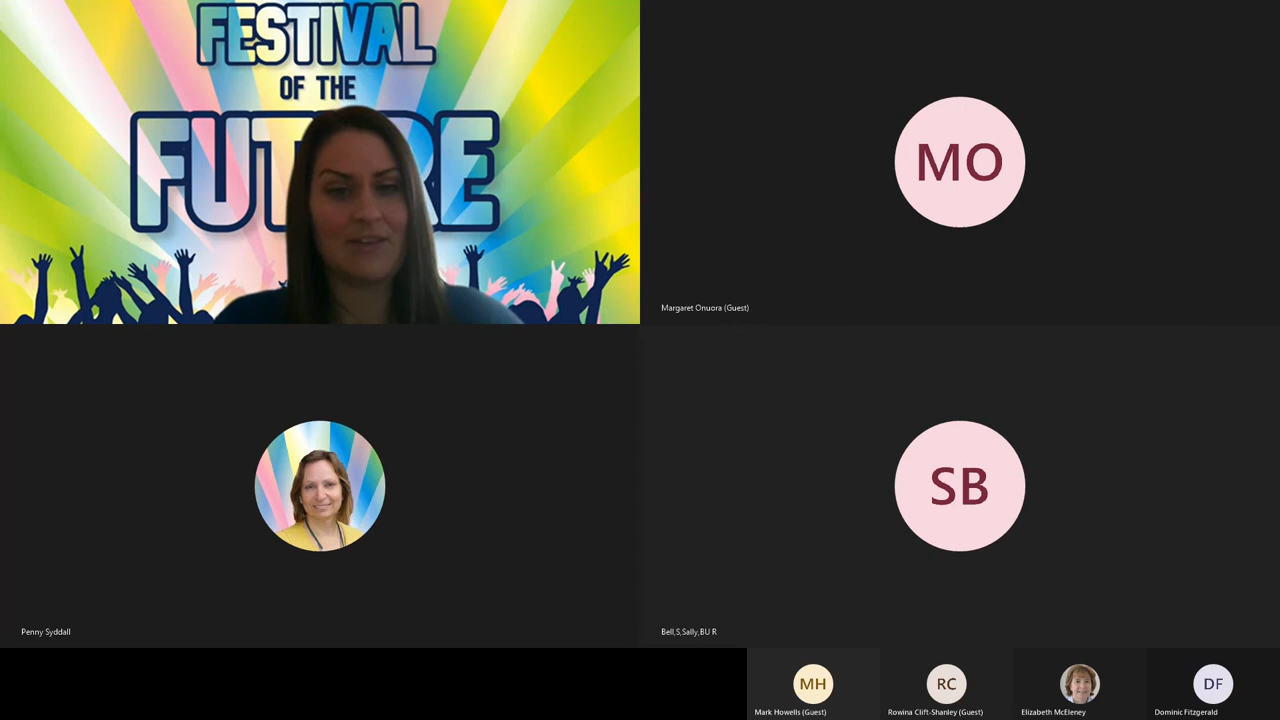 FESTIVAL
OF THE
FUTURE
MO
Margaret Onuora (Guest)
Penny Syddall
SB
Bell,S,Sally,BU R
MH
Mark Howells (Guest)
RC
Rowina Clift-Shanley (Guest)
Elizabeth McEleney
DF
Dominic Fitzgerald